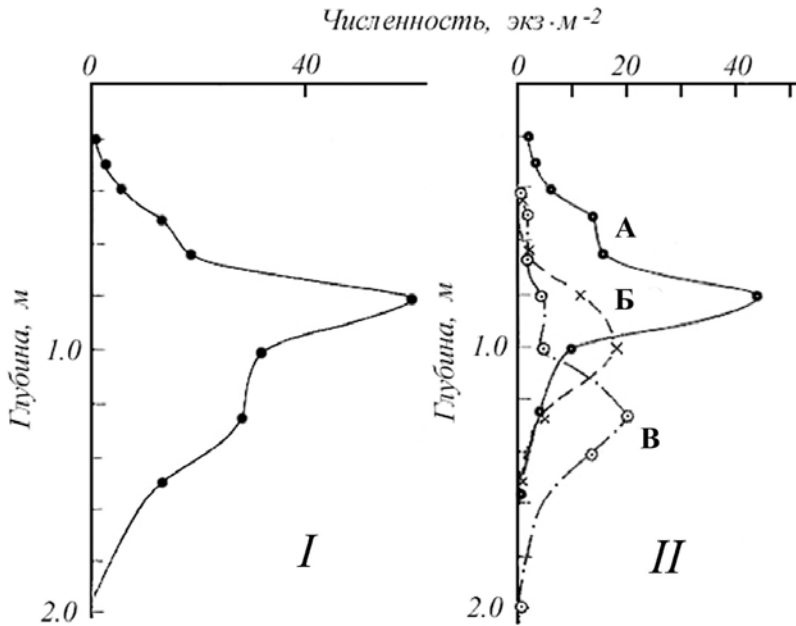 Численность, экз·м-2
0 40
0 20 40
Глубина, м
1.0
2.0
I
Глубина, м
1.0
2.0
А
Б
В
II